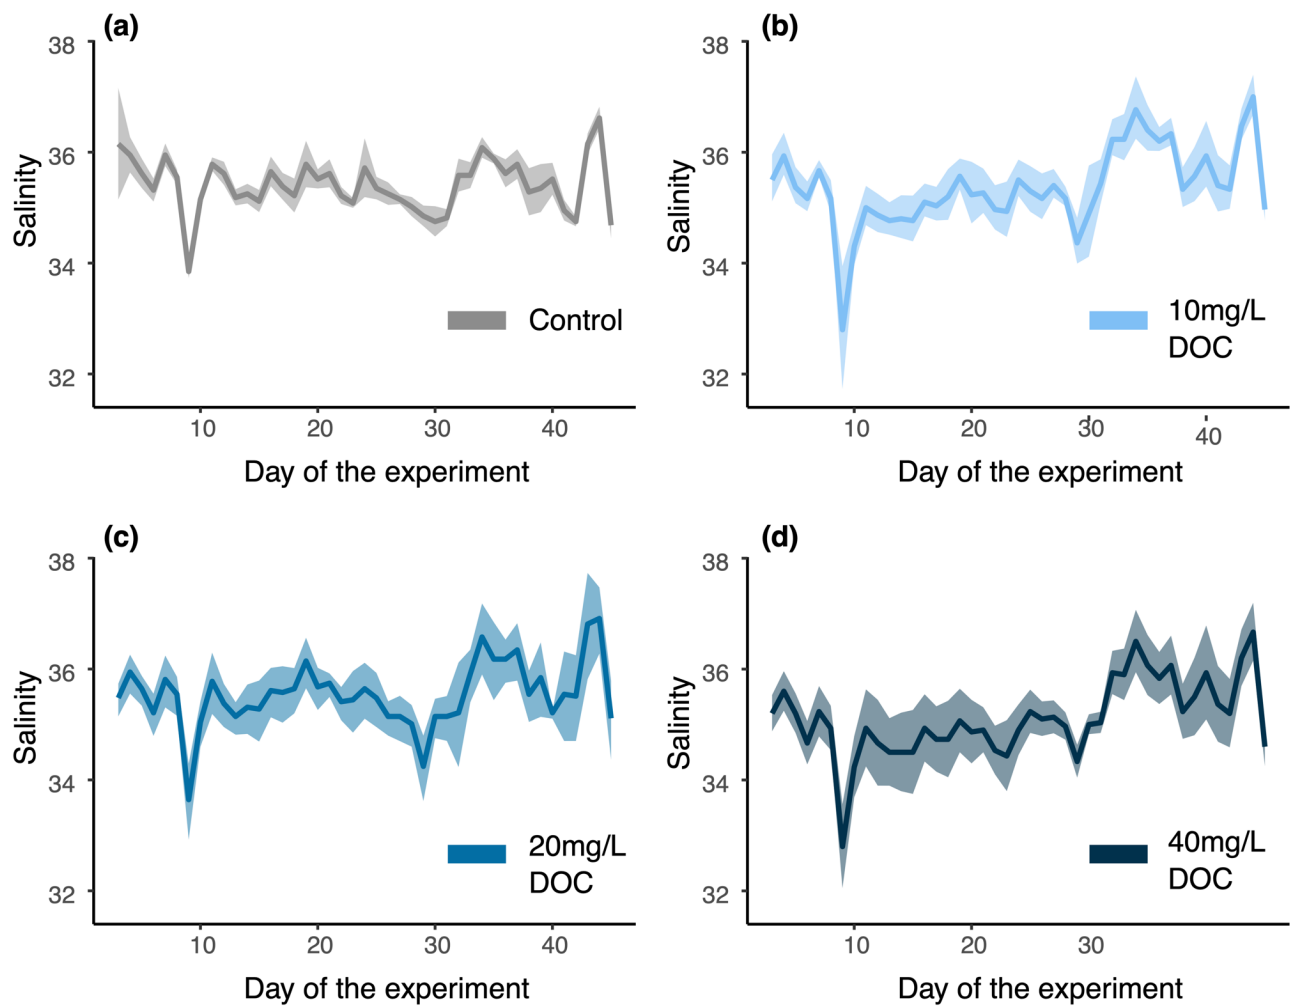 (a)
38
36
34
32
Salinity
Control
10 20 30 40
Day of the experiment
(b)
38
36
34
32
Salinity
10mg/L
DOC
10 20 30 40
Day of the experiment
(c)
38
36
34
32
Salinity
20mg/L
DOC
10 20 30 40
Day of the experiment
(d)
38
36
34
32
Salinity
40mg/L
DOC
10 20 30
Day of the experiment